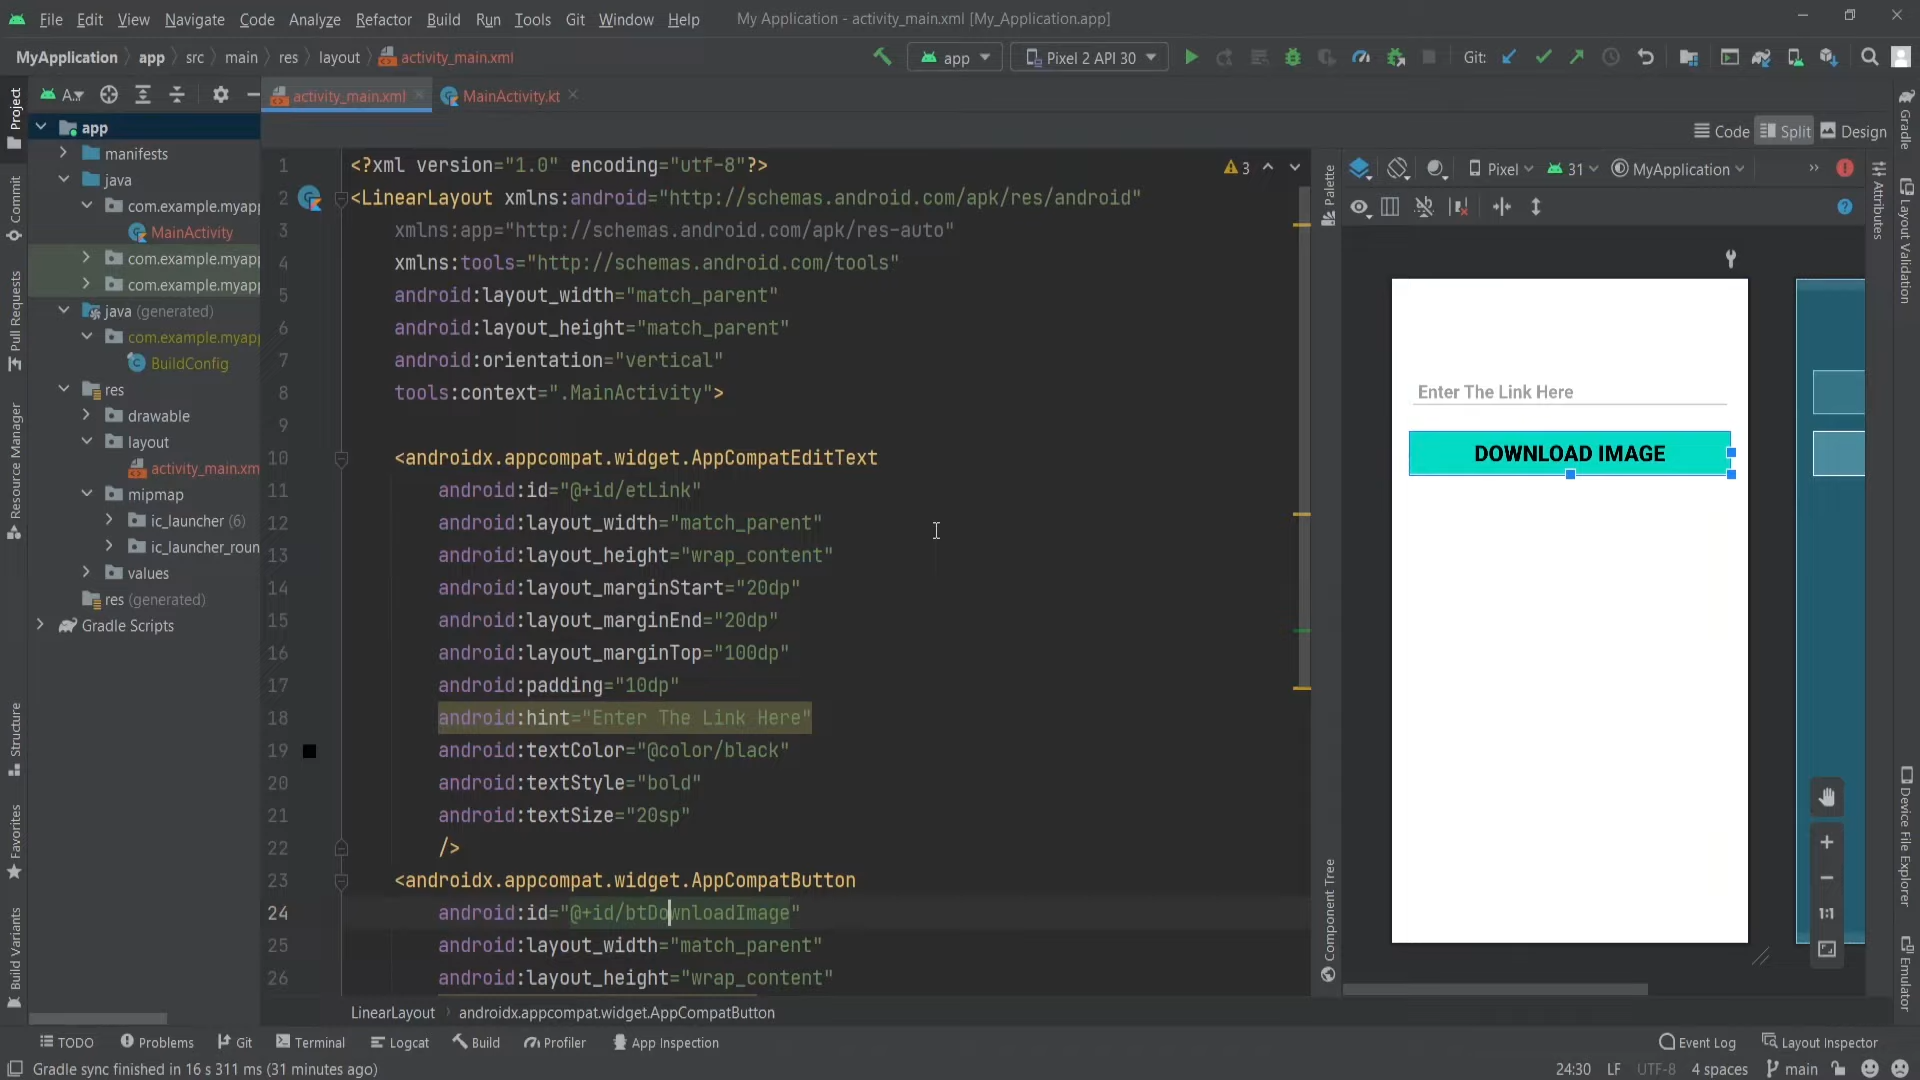 File Edit View Navigate Code Analyze Refactor Build Run Tools Git Window Help My Application - activity_main.xml [My_Application.app]
MyApplication app src main res layout activity_main.xml app Pixel 2 API 30 Git:
A... activity_main.xml MainActivity.kt
Code Split Design
Project
Commit
Pull Requests
Resource Manager
Structure
Favorites
Build Variants
app
manifests
java
com.example.myapp
MainActivity
com.example.myapp
com.example.myapp
java (generated)
com.example.myapp
BuildConfig
res
drawable
layout
activity_main.xm
mipmap
ic_launcher (6)
ic_launcher_roun
values
res (generated)
Gradle Scripts
1 <?xml version="1.0" encoding="utf-8"?>
2 <LinearLayout xmlns:android="http://schemas.android.com/apk/res/android"
3 xmlns:app="http://schemas.android.com/apk/res-auto"
4 xmlns:tools="http://schemas.android.com/tools"
5 android:layout_width="match_parent"
6 android:layout_height="match_parent"
7 android:orientation="vertical"
8 tools:context=".MainActivity">
9
10 <androidx.appcompat.widget.AppCompatEditText
11 android:id="@+id/etLink"
12 android:layout_width="match_parent"
13 android:layout_height="wrap_content"
14 android:layout_marginStart="20dp"
15 android:layout_marginEnd="20dp"
16 android:layout_marginTop="100dp"
17 android:padding="10dp"
18 android:hint="Enter The Link Here"
19 android:textColor="@color/black"
20 android:textStyle="bold"
21 android:textSize="20sp"
22 />
23 <androidx.appcompat.widget.AppCompatButton
24 android:id="@+id/btDownloadImage"
25 android:layout_width="match_parent"
26 android:layout_height="wrap_content"
3
Palette
Component Tree
Pixel 31 MyApplication
Enter The Link Here
DOWNLOAD IMAGE
1:1
Gradle
Attributes
Layout Validation
Device File Explorer
Emulator
LinearLayout androidx.appcompat.widget.AppCompatButton
TODO Problems Git Terminal Logcat Build Profiler App Inspection Event Log Layout Inspector
Gradle sync finished in 16 s 311 ms (31 minutes ago) 24:30 LF UTF-8 4 spaces main